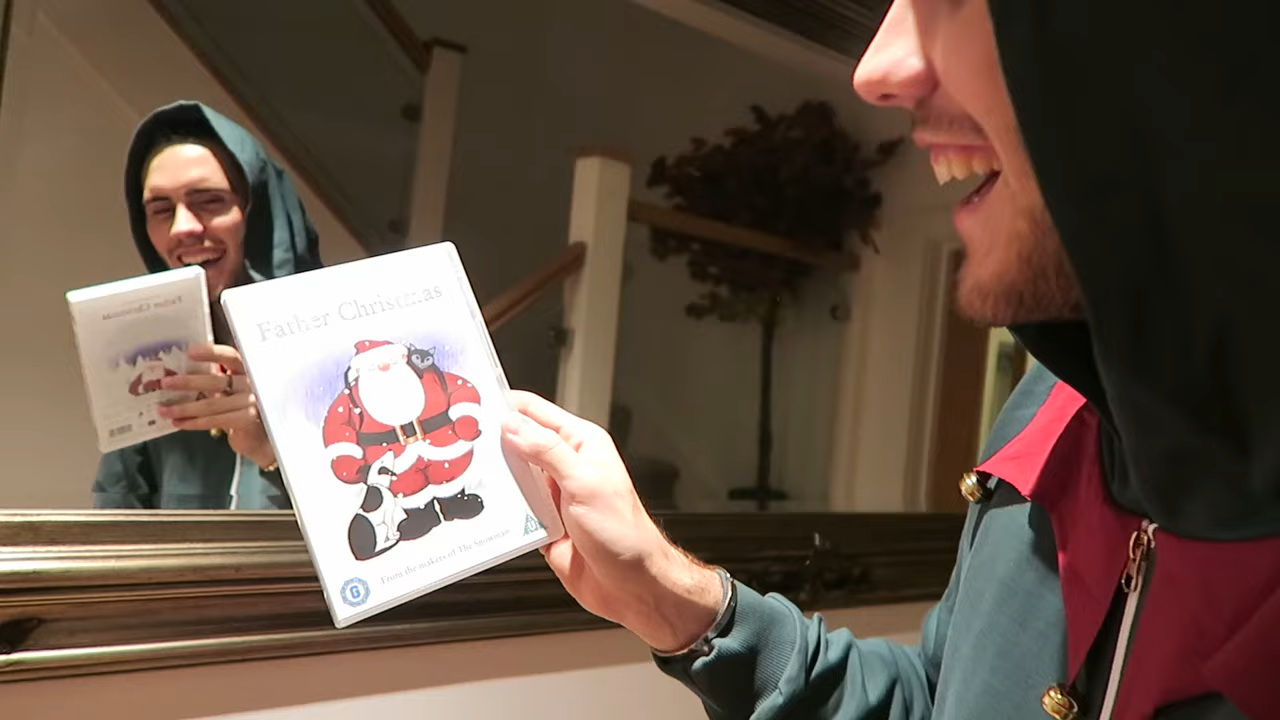 Father Christmas
From the makers of The Snowman
G